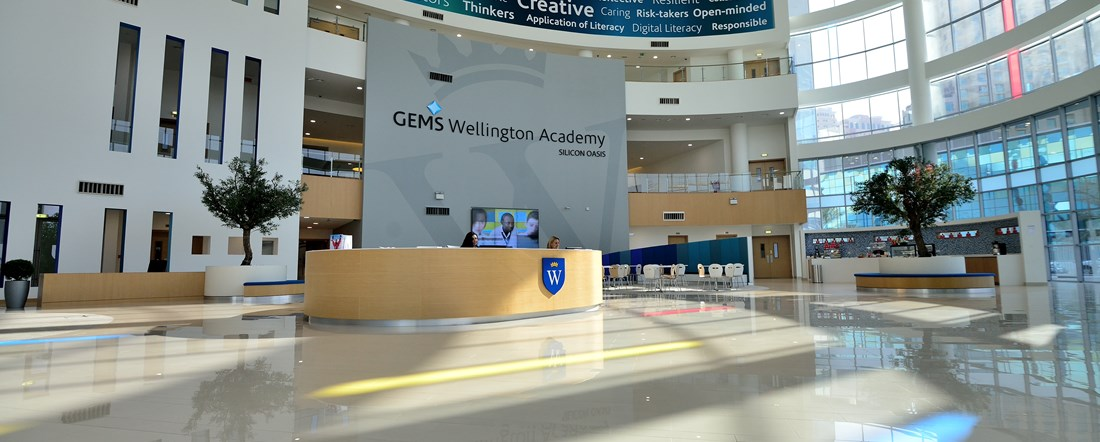 Creative
Thinkers
Caring Risk-takers Open-minded
Application of Literacy Digital Literacy Responsible
GEMS Wellington Academy
SILICON OASIS
W